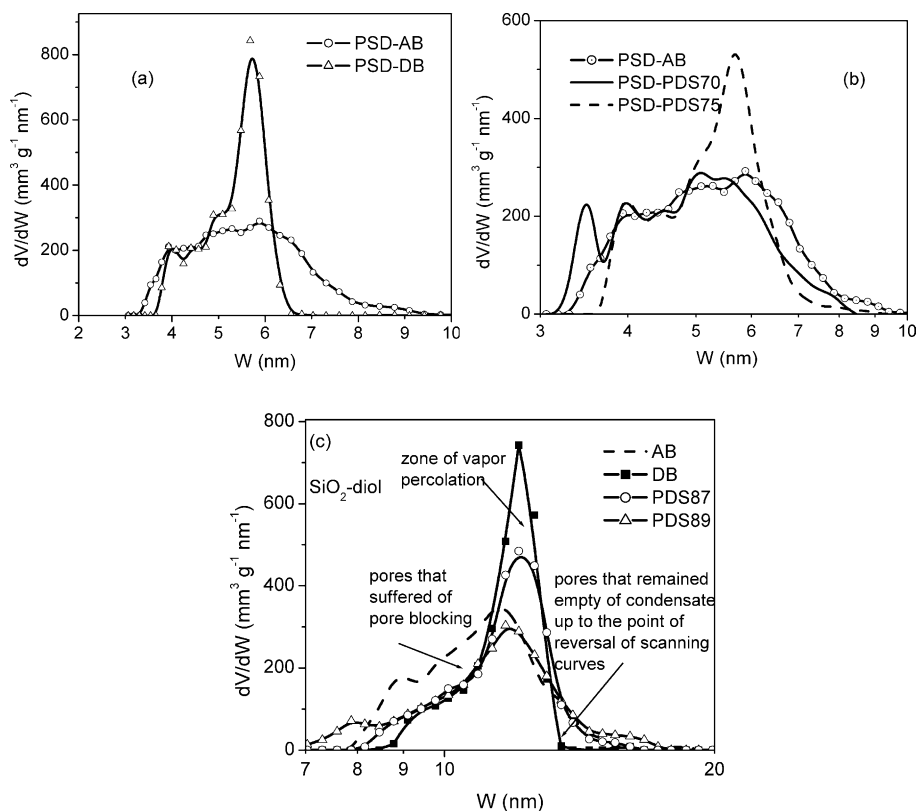 800
600
400
200
0
dV/dW (mm³ g⁻¹ nm⁻¹)
(a)
PSD-AB
PSD-DB
2 3 4 5 6 7 8 9 10
W (nm)
600
400
200
0
dV/dW (mm³ g⁻¹ nm⁻¹)
PSD-AB
PSD-PDS70
PSD-PDS75
(b)
3 4 5 6 7 8 9 10
W (nm)
800
600
400
200
0
dV/dW (mm³ g⁻¹ nm⁻¹)
(c)
SiO₂-diol
zone of vapor
percolation
AB
DB
PDS87
PDS89
pores that
suffered of
pore blocking
pores that remained
empty of condensate
up to the point of
reversal of scanning
curves
7 8 9 10 20
W (nm)